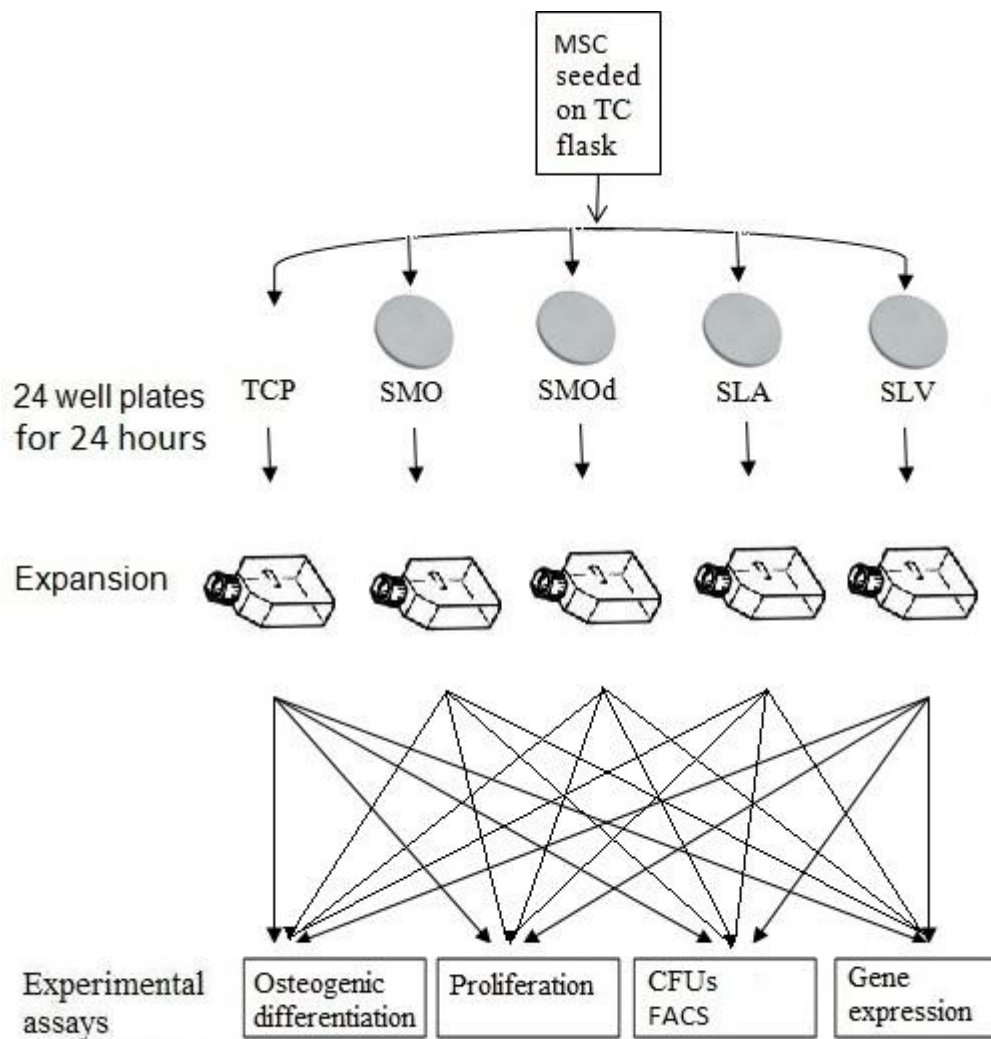 MSC
seeded
on TC
flask
24 well plates
for 24 hours
TCP
SMO
SMOd
SLA
SLV
Expansion
Experimental
assays
Osteogenic
differentiation
Proliferation
CFUs
FACS
Gene
expression